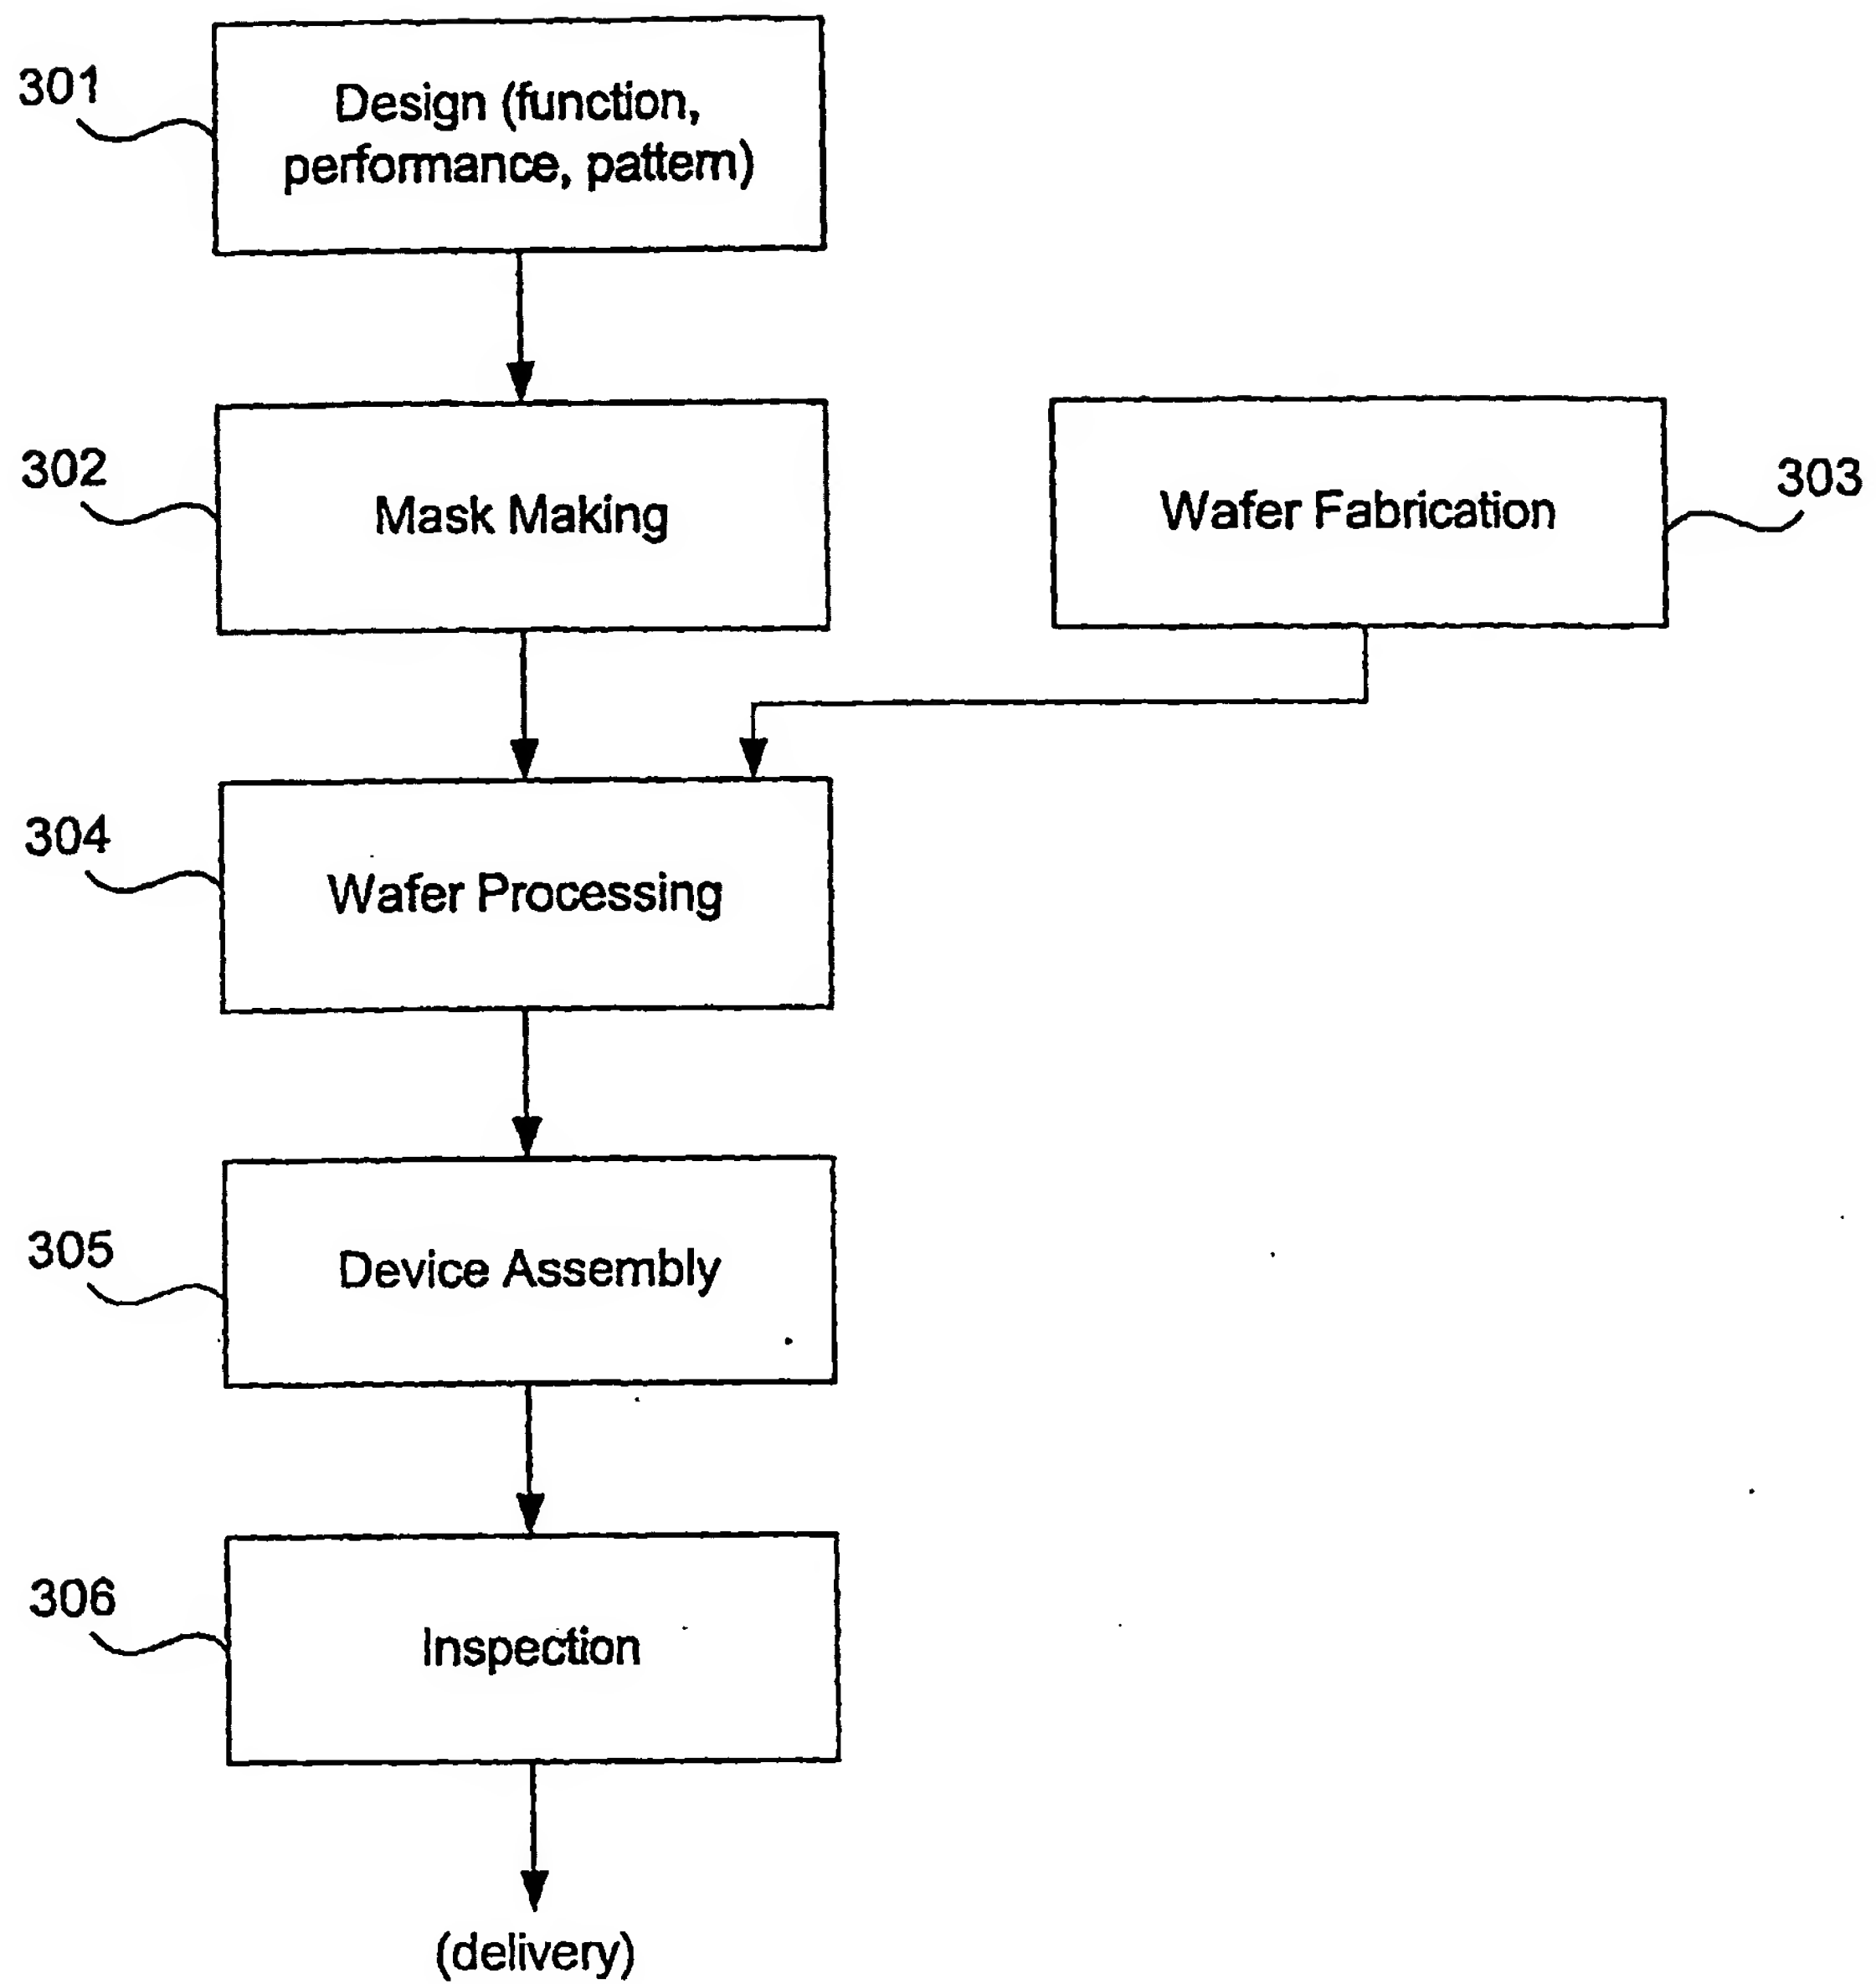 301
Design (function,
performance, pattern)
302
Mask Making
Wafer Fabrication
303
304
Wafer Processing
305
Device Assembly
306
Inspection
(delivery)